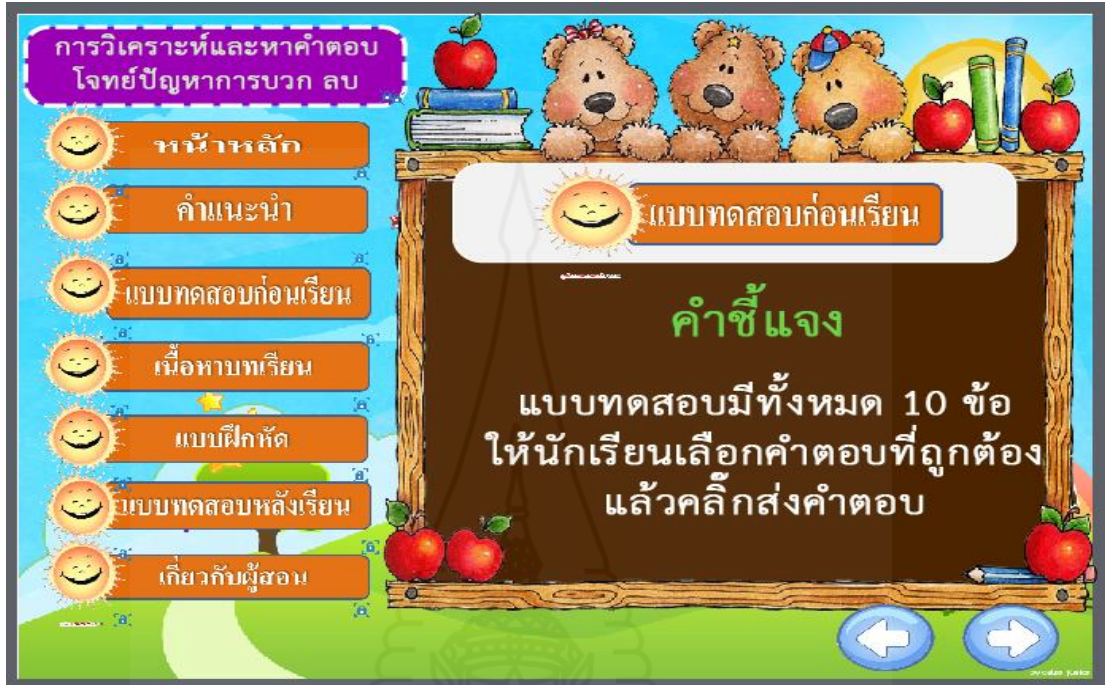 การวิเคราะห์และหาคำตอบ
โจทย์ปัญหาการบวก ลบ
หน้าหลัก
คำแนะนำ
แบบทดสอบก่อนเรียน
เนื้อหาบทเรียน
แบบฝึกหัด
แบบทดสอบหลังเรียน
เกี่ยวกับผู้สอน
แบบทดสอบก่อนเรียน
คำชี้แจง
แบบทดสอบมีทั้งหมด 10 ข้อ
ให้นักเรียนเลือกคำตอบที่ถูกต้อง
แล้วคลิ๊กส่งคำตอบ